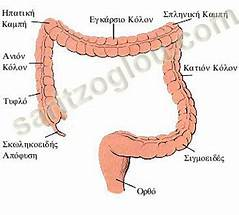 Ηπατική
Καμπή
Εγκάρσιο Κόλον
Σπληνική Καμπή
Ανιόν
Κόλον
Κατιόν Κόλον
Τυφλό
Σκωληκοειδής
Απόφυση
Σιγμοειδές
Ορθό